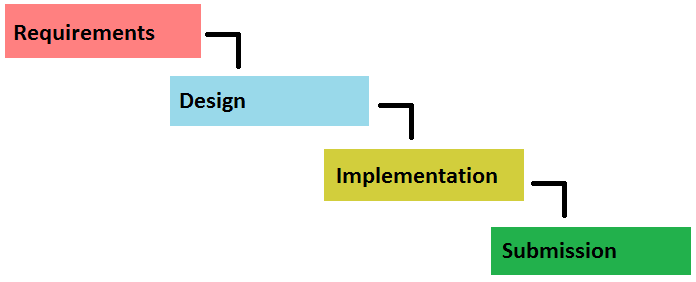 Requirements
Design
Implementation
Submission